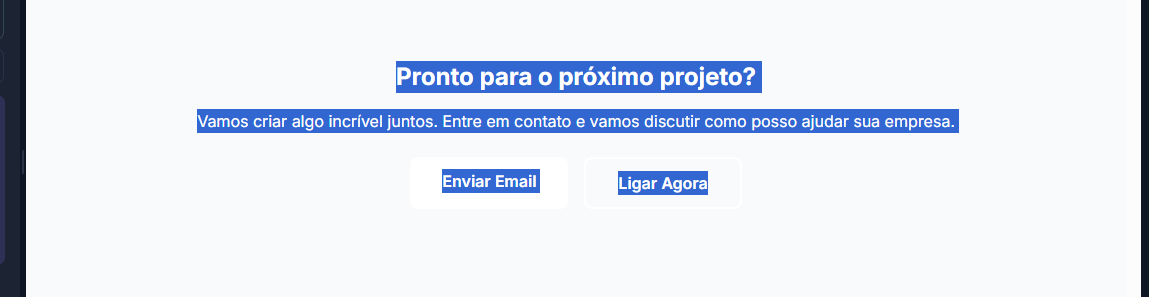 Pronto para o próximo projeto?
Vamos criar algo incrível juntos. Entre em contato e vamos discutir como posso ajudar sua empresa.
Enviar Email
Ligar Agora